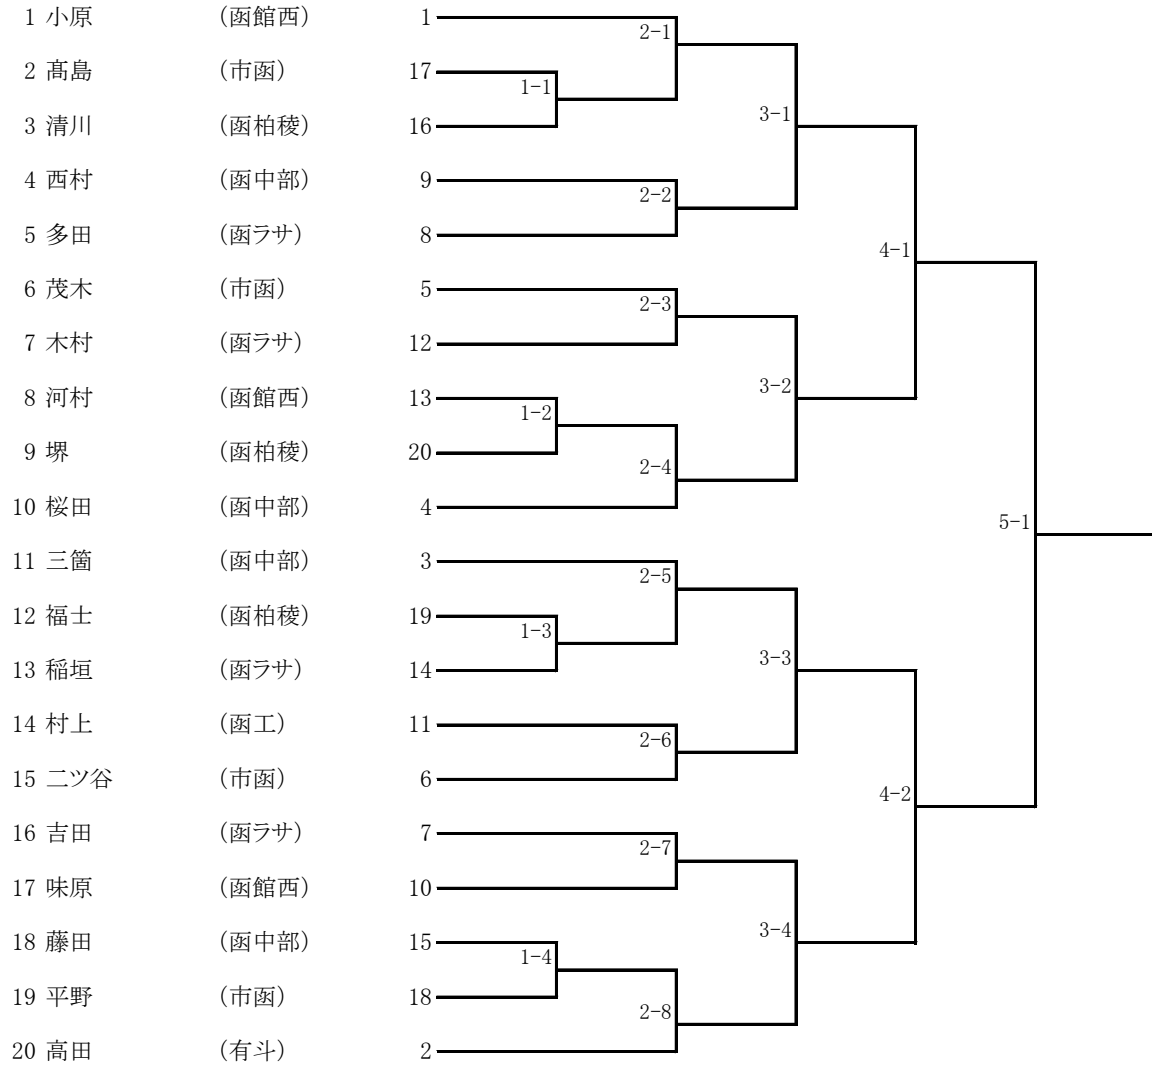 1 小原 (函館西) 1
2-1
2 髙島 (市函) 17
1-1
3-1
3 清川 (函柏稜) 16
4 西村 (函中部) 9
2-2
5 多田 (函ラサ) 8
4-1
6 茂木 (市函) 5
2-3
7 木村 (函ラサ) 12
3-2
8 河村 (函館西) 13
1-2
9 堺 (函柏稜) 20
2-4
10 桜田 (函中部) 4
5-1
11 三箇 (函中部) 3
2-5
12 福士 (函柏稜) 19
1-3
3-3
13 稲垣 (函ラサ) 14
14 村上 (函工) 11
2-6
15 二ツ谷 (市函) 6
4-2
16 吉田 (函ラサ) 7
2-7
17 味原 (函館西) 10
3-4
18 藤田 (函中部) 15
1-4
19 平野 (市函) 18
2-8
20 高田 (有斗) 2